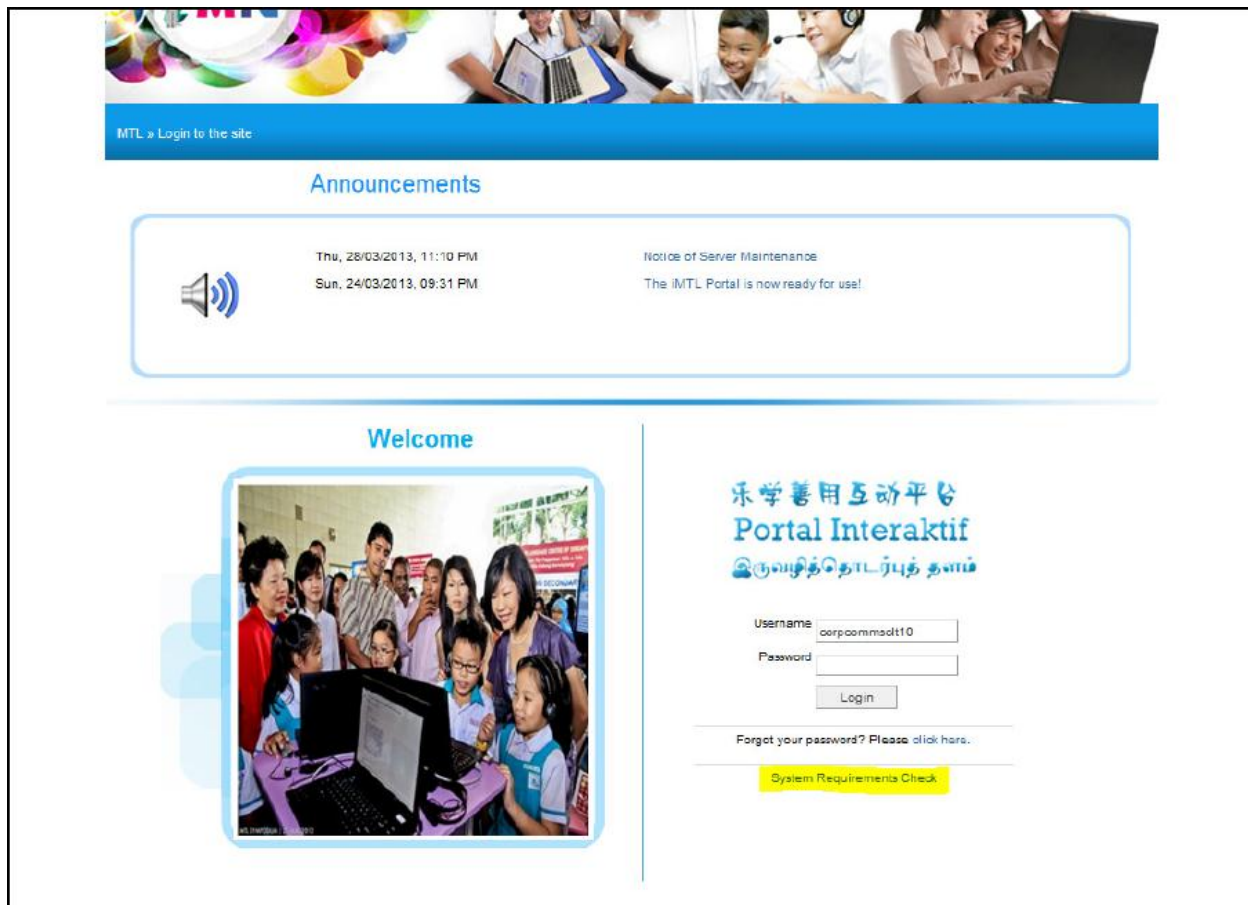 MTL » Login to the site
Announcements
Thu, 28/03/2013, 11:10 PM Notice of Server Maintenance
Sun, 24/03/2013, 09:31 PM The iMTL Portal is now ready for use!
Welcome
乐学善用互动平台
Portal Interaktif
இருவழித்தொடர்புத் தளம்
Username corpcommsclt10
Password
Login
Forgot your password? Please click here.
System Requirements Check